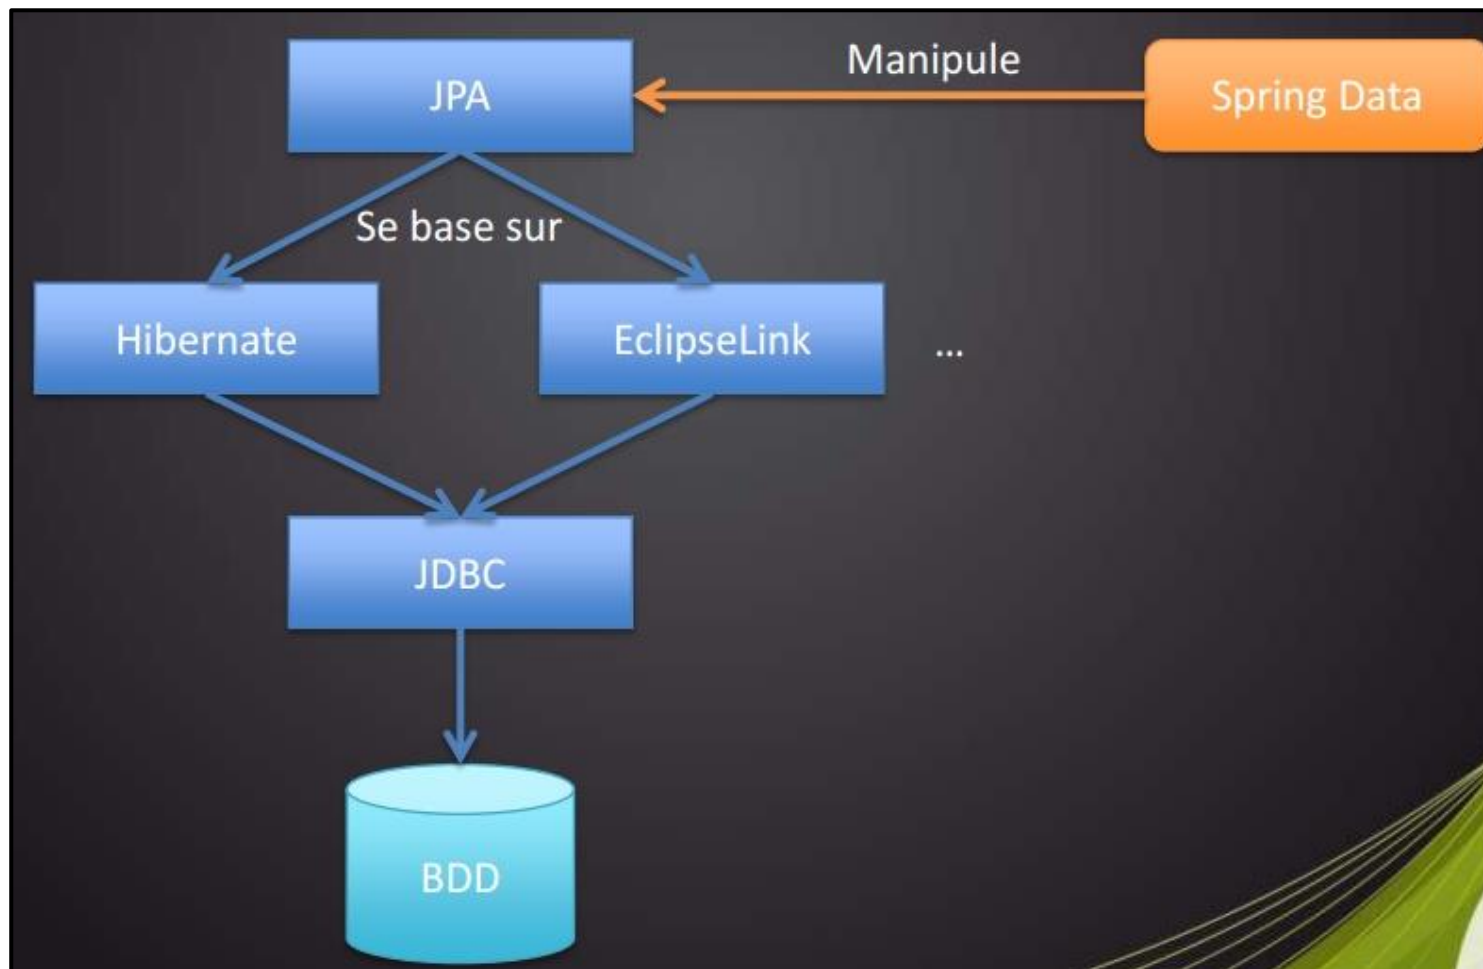 JPA
Manipule
Spring Data
Se base sur
Hibernate
EclipseLink
...
JDBC
BDD